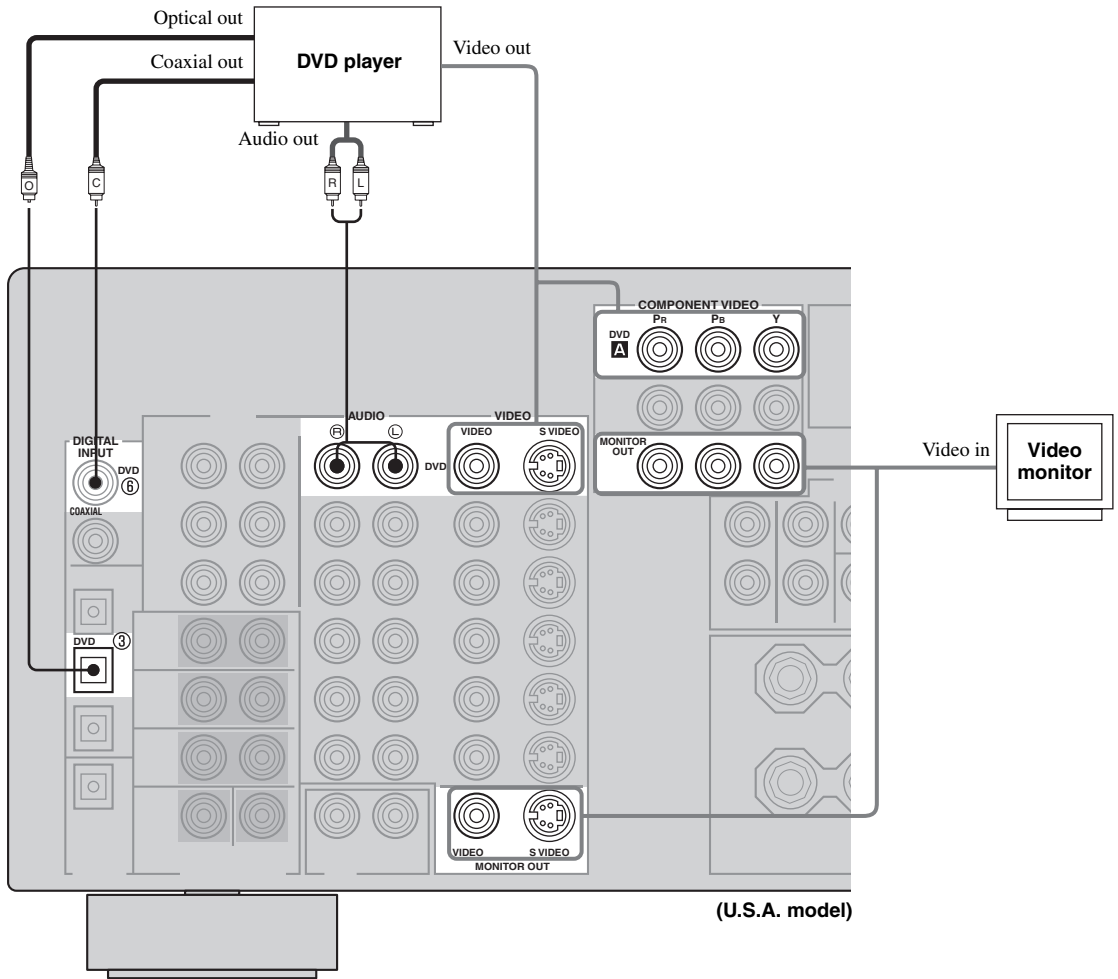 Optical out
Coaxial out
DVD player
Video out
Audio out
O
C
R
L
COMPONENT VIDEO
PR
PB
Y
DVD
A
AUDIO
VIDEO
R
L
VIDEO
S VIDEO
DVD
MONITOR
OUT
Video in
Video
monitor
DIGITAL
INPUT
DVD
⑥
COAXIAL
DVD
③
VIDEO
S VIDEO
MONITOR OUT
(U.S.A. model)